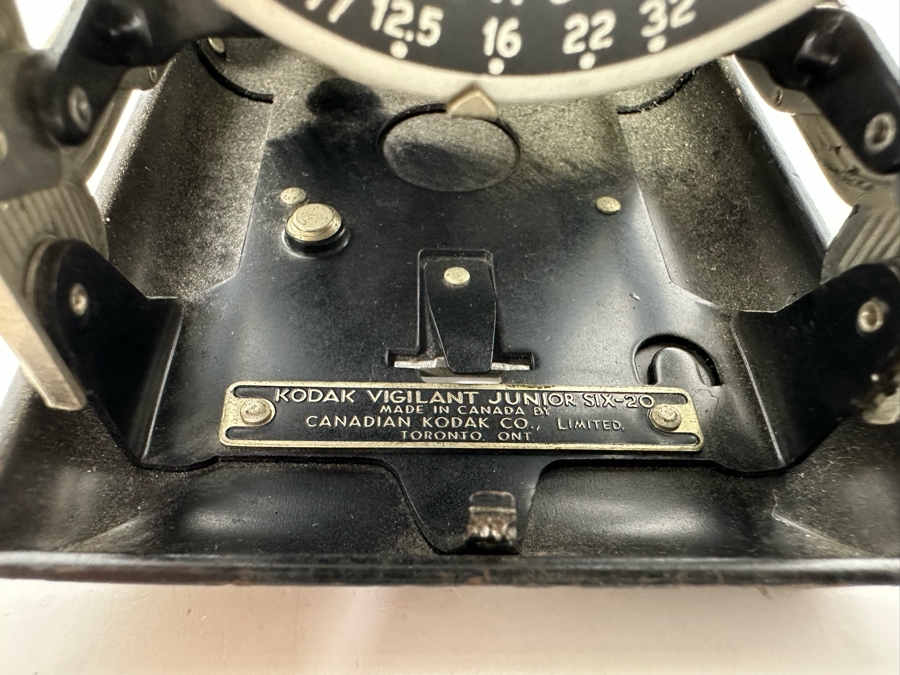 12.5 16 22 32
KODAK VIGILANT JUNIOR SIX-20
MADE IN CANADA BY
CANADIAN KODAK CO., LIMITED,
TORONTO, ONT.